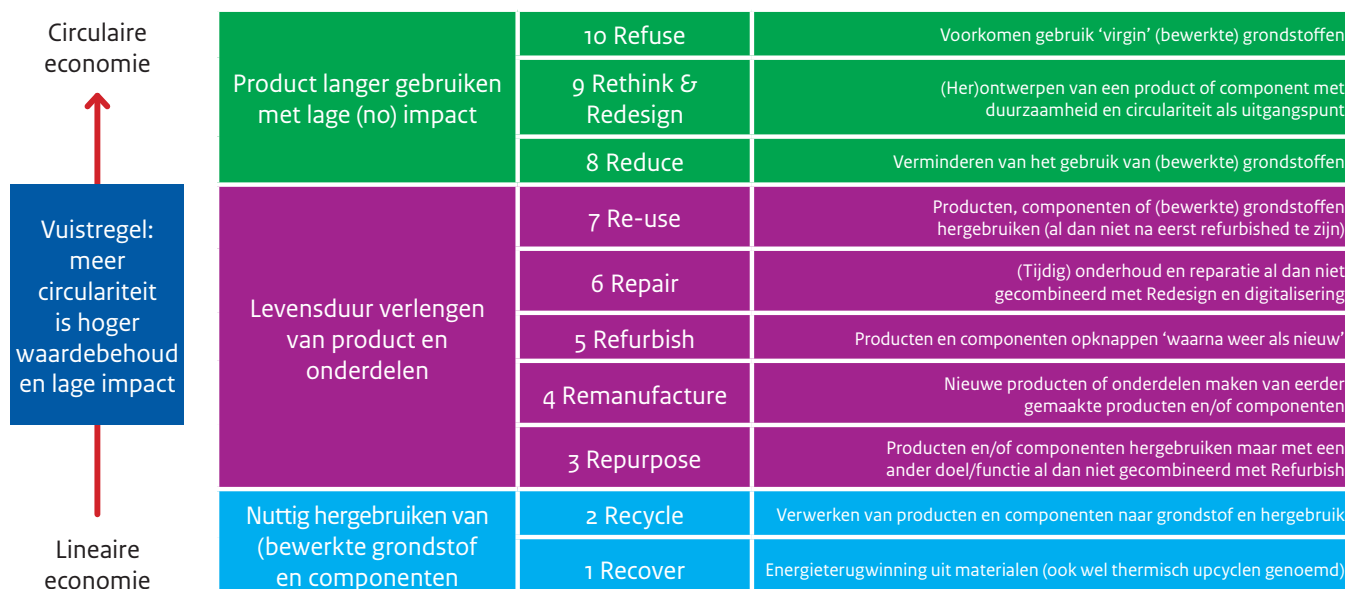 Circulaire
economie
Vuistregel:
meer
circulariteit
is hoger
waardebehoud
en lage impact
Lineaire
economie
Product langer gebruiken
met lage (no) impact
10 Refuse
Voorkomen gebruik ‘virgin’ (bewerkte) grondstoffen
9 Rethink &
Redesign
(Her)ontwerpen van een product of component met
duurzaamheid en circulariteit als uitgangspunt
8 Reduce
Verminderen van het gebruik van (bewerkte) grondstoffen
Levensduur verlengen
van product en
onderdelen
7 Re-use
Producten, componenten of (bewerkte) grondstoffen
hergebruiken (al dan niet na eerst refurbished te zijn)
6 Repair
(Tijdig) onderhoud en reparatie al dan niet
gecombineerd met Redesign en digitalisering
5 Refurbish
Producten en componenten opknappen ‘waarna weer als nieuw’
4 Remanufacture
Nieuwe producten of onderdelen maken van eerder
gemaakte producten en/of componenten
3 Repurpose
Producten en/of componenten hergebruiken maar met een
ander doel/functie al dan niet gecombineerd met Refurbish
Nuttig hergebruiken van
(bewerkte grondstof
en componenten
2 Recycle
Verwerken van producten en componenten naar grondstof en hergebruik
1 Recover
Energieterugwinning uit materialen (ook wel thermisch upcyclen genoemd)